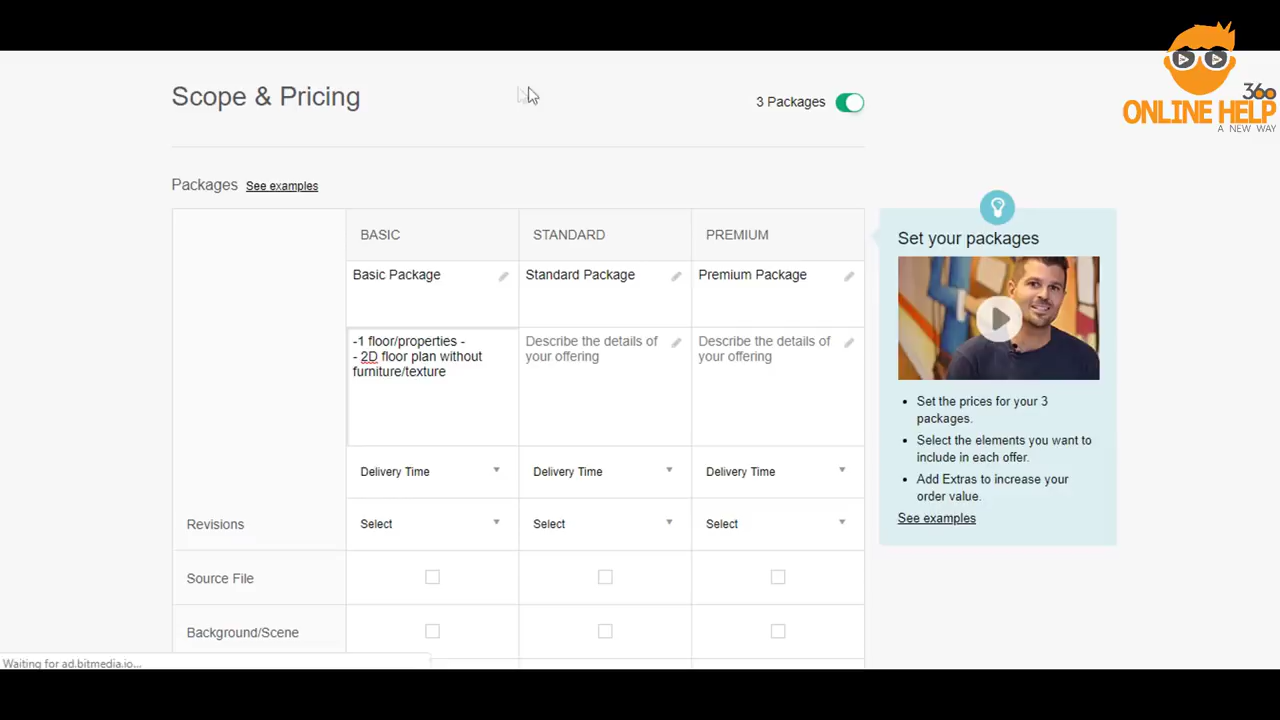 360
ONLINE HELP
A NEW WAY
Scope & Pricing
3 Packages
Packages See examples
BASIC STANDARD PREMIUM
Basic Package Standard Package Premium Package
-1 floor/properties -
- 2D floor plan without
furniture/texture
Describe the details of
your offering
Describe the details of
your offering
Delivery Time Delivery Time Delivery Time
Revisions Select Select Select
Source File
Background/Scene
Set your packages
Set the prices for your 3
packages.
Select the elements you want to
include in each offer.
Add Extras to increase your
order value.
See examples
Waiting for ad.bitmedia.io...